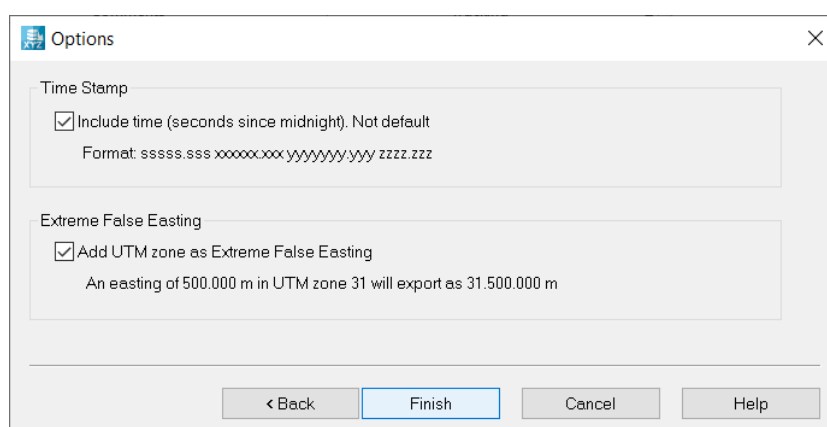 XYZ
Options
Time Stamp
Include time (seconds since midnight). Not default
Format: sssss.sss xxxxxx.xxx yyyyyyy.yyy zzzz.zzz
Extreme False Easting
Add UTM zone as Extreme False Easting
An easting of 500.000 m in UTM zone 31 will export as 31.500.000 m
< Back
Finish
Cancel
Help